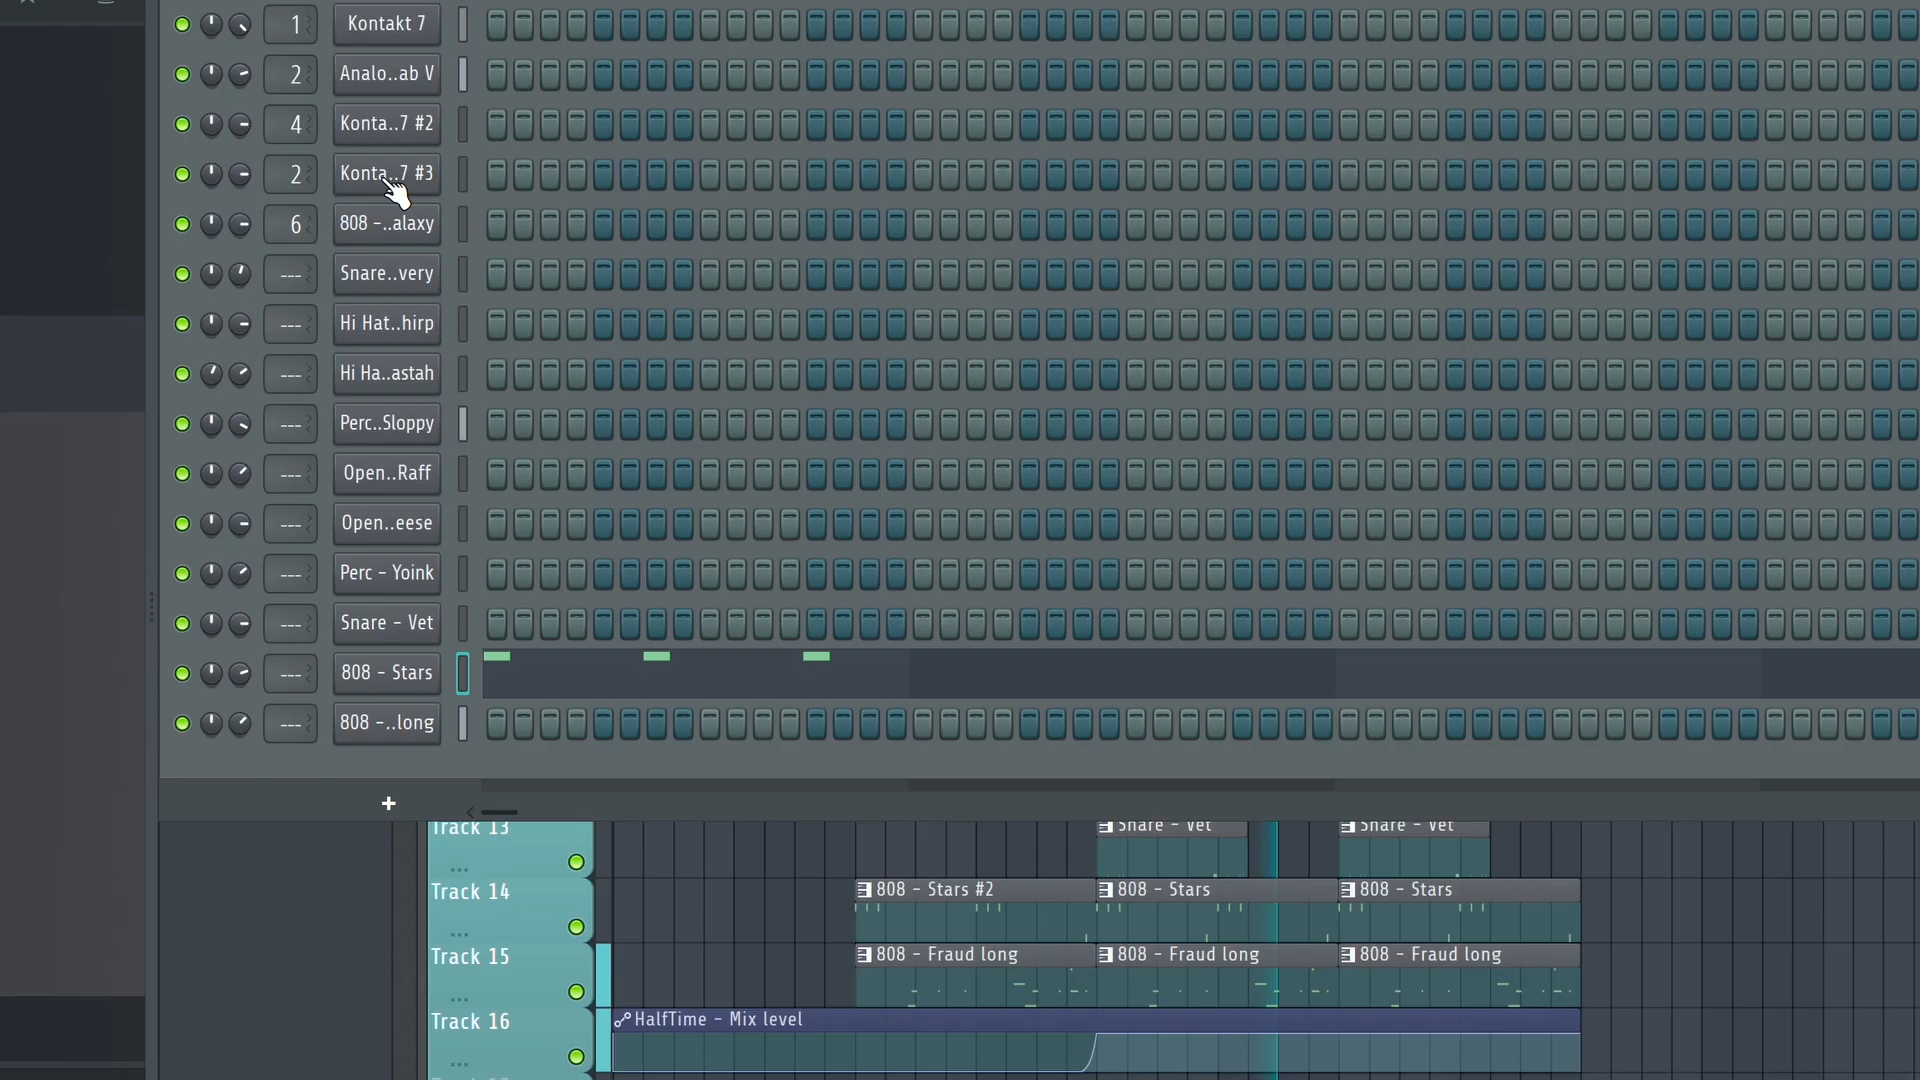 1 Kontakt 7
2 Analo..ab V
4 Konta..7 #2
2 Konta..7 #3
6 808 -..alaxy
--- Snare..very
--- Hi Hat..hirp
--- Hi Ha..astah
--- Perc..Sloppy
--- Open..Raff
--- Open..eese
--- Perc - Yoink
--- Snare - Vet
--- 808 - Stars
--- 808 -..long
+
Track 13 Snare - Vet Snare - Vet
...
Track 14 808 - Stars #2 808 - Stars 808 - Stars
...
Track 15 808 - Fraud long 808 - Fraud long 808 - Fraud long
...
Track 16 HalfTime - Mix level
...